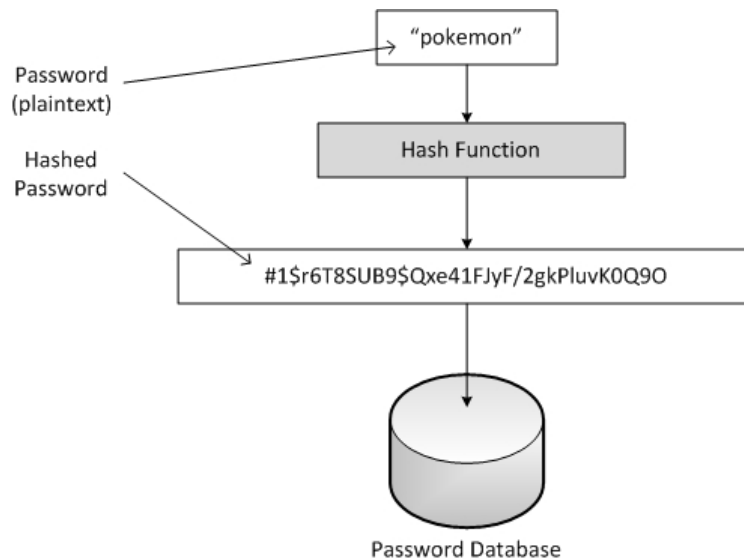 “pokemon”
Password
(plaintext)
Hash Function
Hashed
Password
#1$r6T8SUB9$Qxe41FJyF/2gkPluvK0Q9O
Password Database